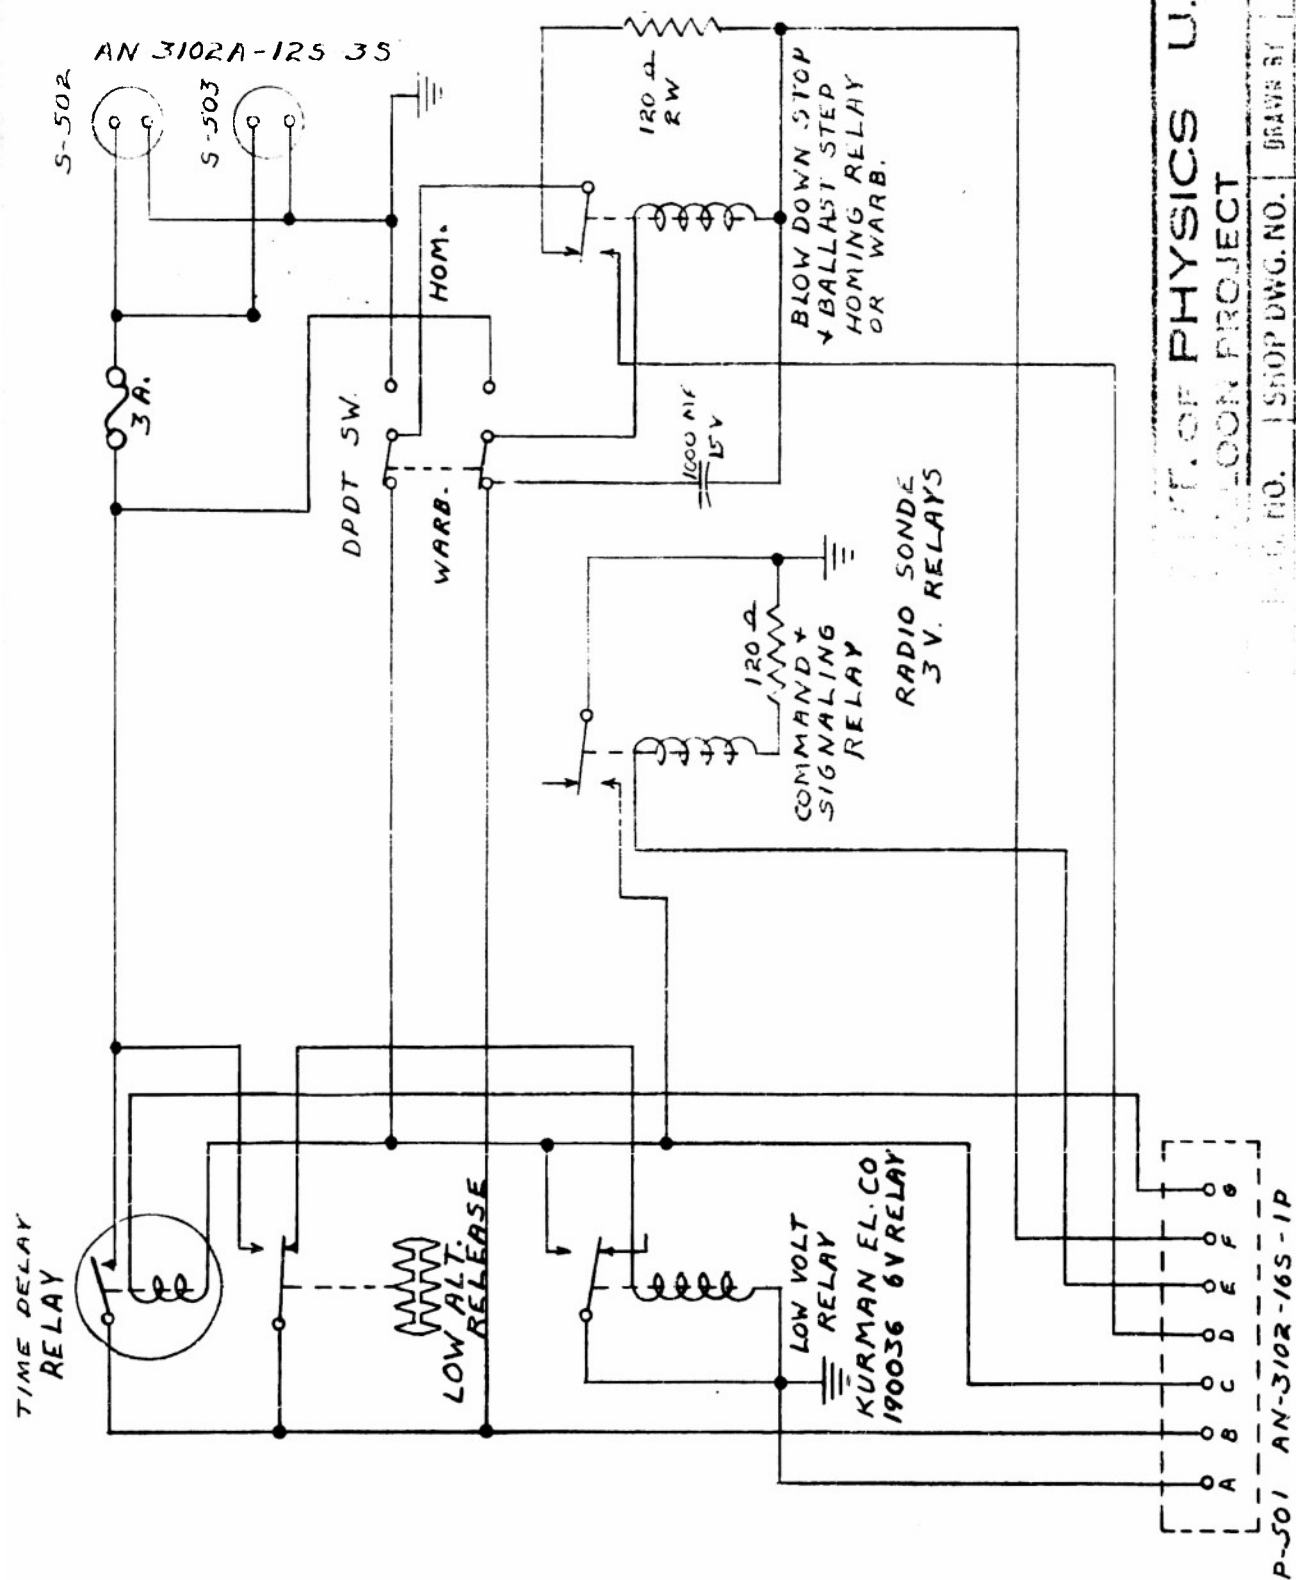 AN 3102A-12S 3S
S-502
S-503
3 A.
120 Ω
2 W
HOM.
DPDT SW.
WARB.
BLOW DOWN STOP
& BALLAST STEP
HOMING RELAY
OR WARB.
1000 MF
15 V
120 Ω
COMMAND &
SIGNALING
RELAY
RADIO SONDE
3 V. RELAYS
TIME DELAY
RELAY
LOW ALT.
RELEASE
LOW VOLT
RELAY
KURMAN EL. CO
190036 6V RELAY
G
F
E
D
C
B
A
P-501 AN-3102-16S-1P
OF PHYSICS U.
PROJECT
NO. SHOP DWG. NO. DRAWN BY